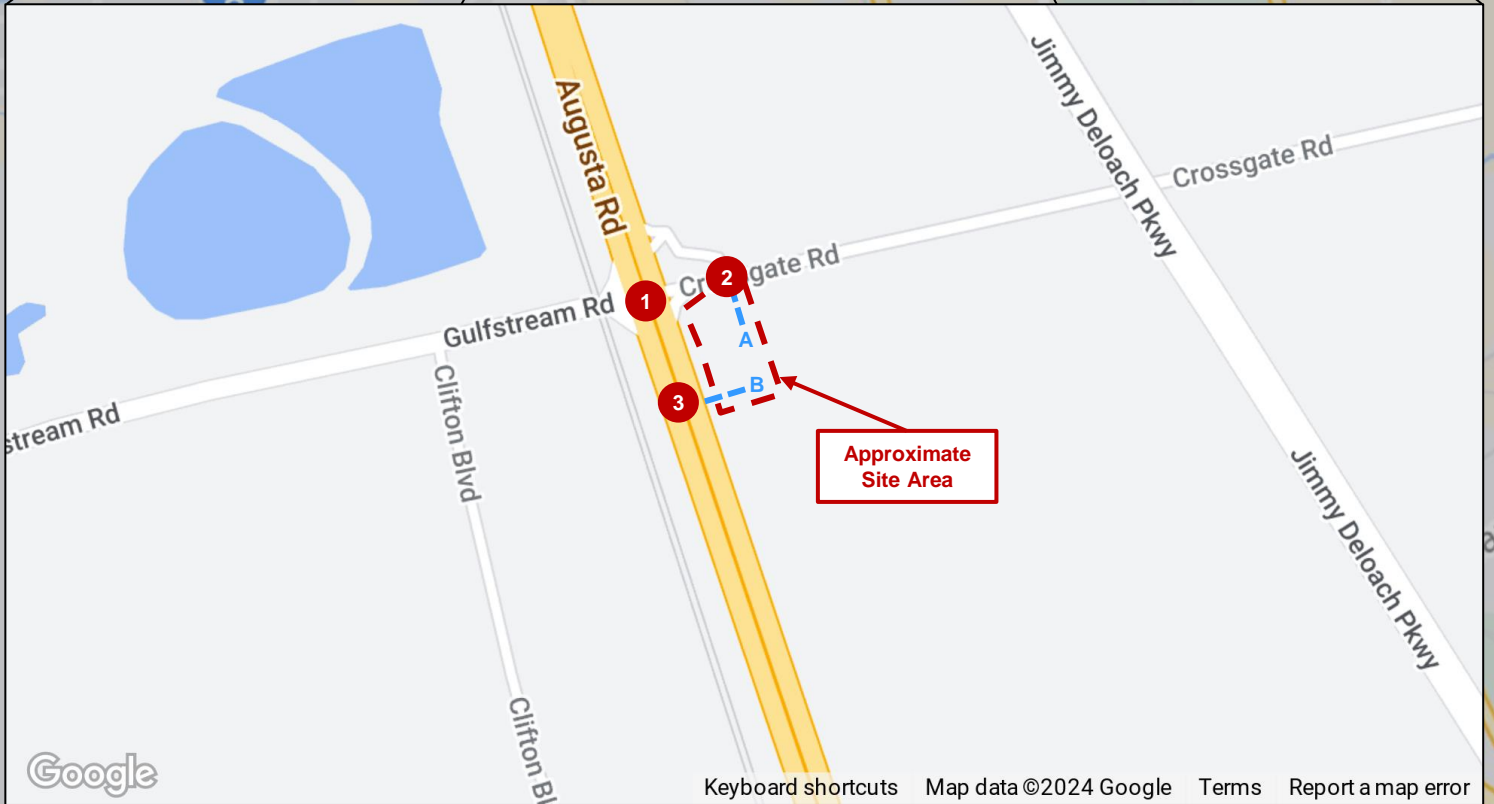 Augusta Rd
Jimmy Deloach Pkwy
Crossgate Rd
2
Crossgate Rd
1
Gulfstream Rd
A
B
3
Clifton Blvd
stream Rd
Approximate
Site Area
Jimmy Deloach Pkwy
Clifton Bl
Google
Keyboard shortcuts Map data ©2024 Google Terms Report a map error